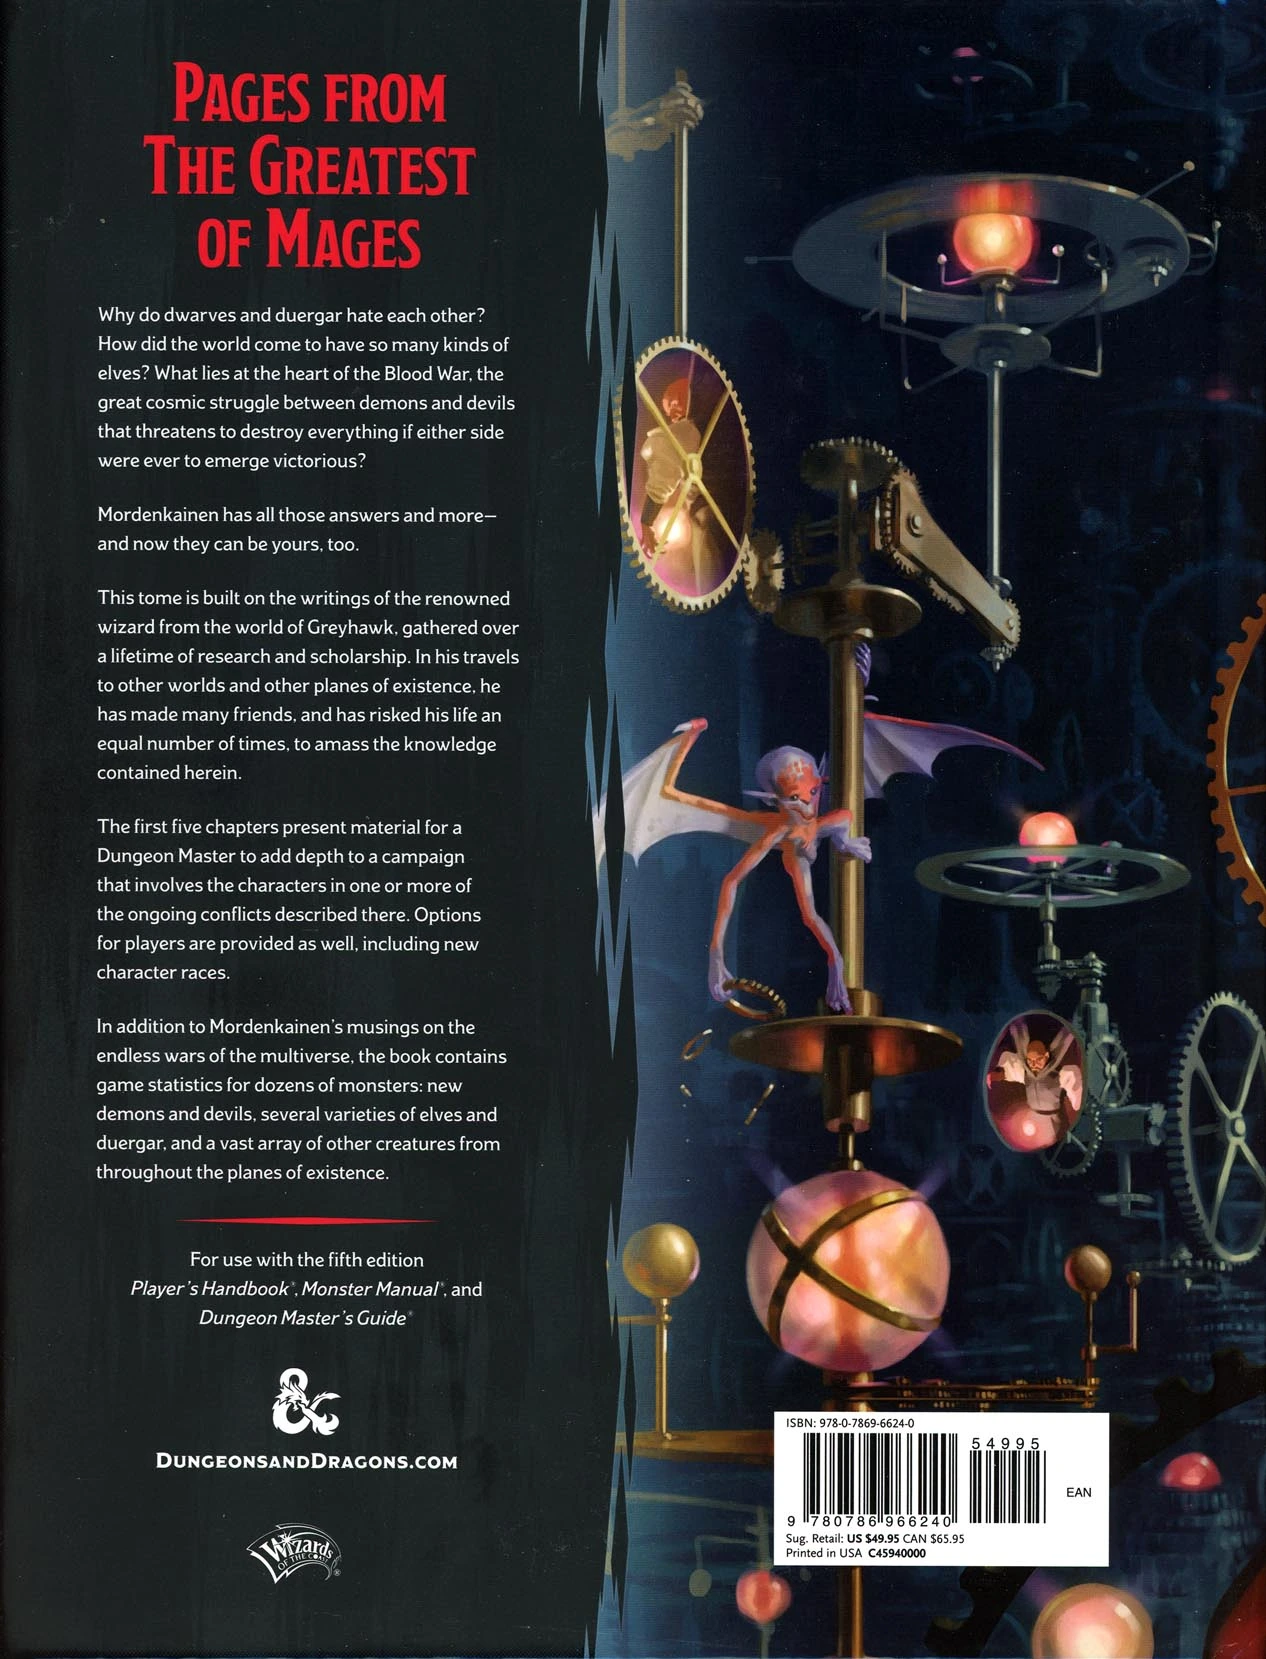 PAGES FROM
THE GREATEST
OF MAGES
Why do dwarves and duergar hate each other?
How did the world come to have so many kinds of
elves? What lies at the heart of the Blood War, the
great cosmic struggle between demons and devils
that threatens to destroy everything if either side
were ever to emerge victorious?
Mordenkainen has all those answers and more—
and now they can be yours, too.
This tome is built on the writings of the renowned
wizard from the world of Greyhawk, gathered over
a lifetime of research and scholarship. In his travels
to other worlds and other planes of existence, he
has made many friends, and has risked his life an
equal number of times, to amass the knowledge
contained herein.
The first five chapters present material for a
Dungeon Master to add depth to a campaign
that involves the characters in one or more of
the ongoing conflicts described there. Options
for players are provided as well, including new
character races.
In addition to Mordenkainen's musings on the
endless wars of the multiverse, the book contains
game statistics for dozens of monsters: new
demons and devils, several varieties of elves and
duergar, and a vast array of other creatures from
throughout the planes of existence.
For use with the fifth edition
Player's Handbook®, Monster Manual®, and
Dungeon Master's Guide®
&
DUNGEONSANDDRAGONS.COM
Wizards
OF THE COAST®
ISBN: 978-0-7869-6624-0
54995
EAN
9 780786 966240
Sug. Retail: US $49.95 CAN $65.95
Printed in USA C45940000